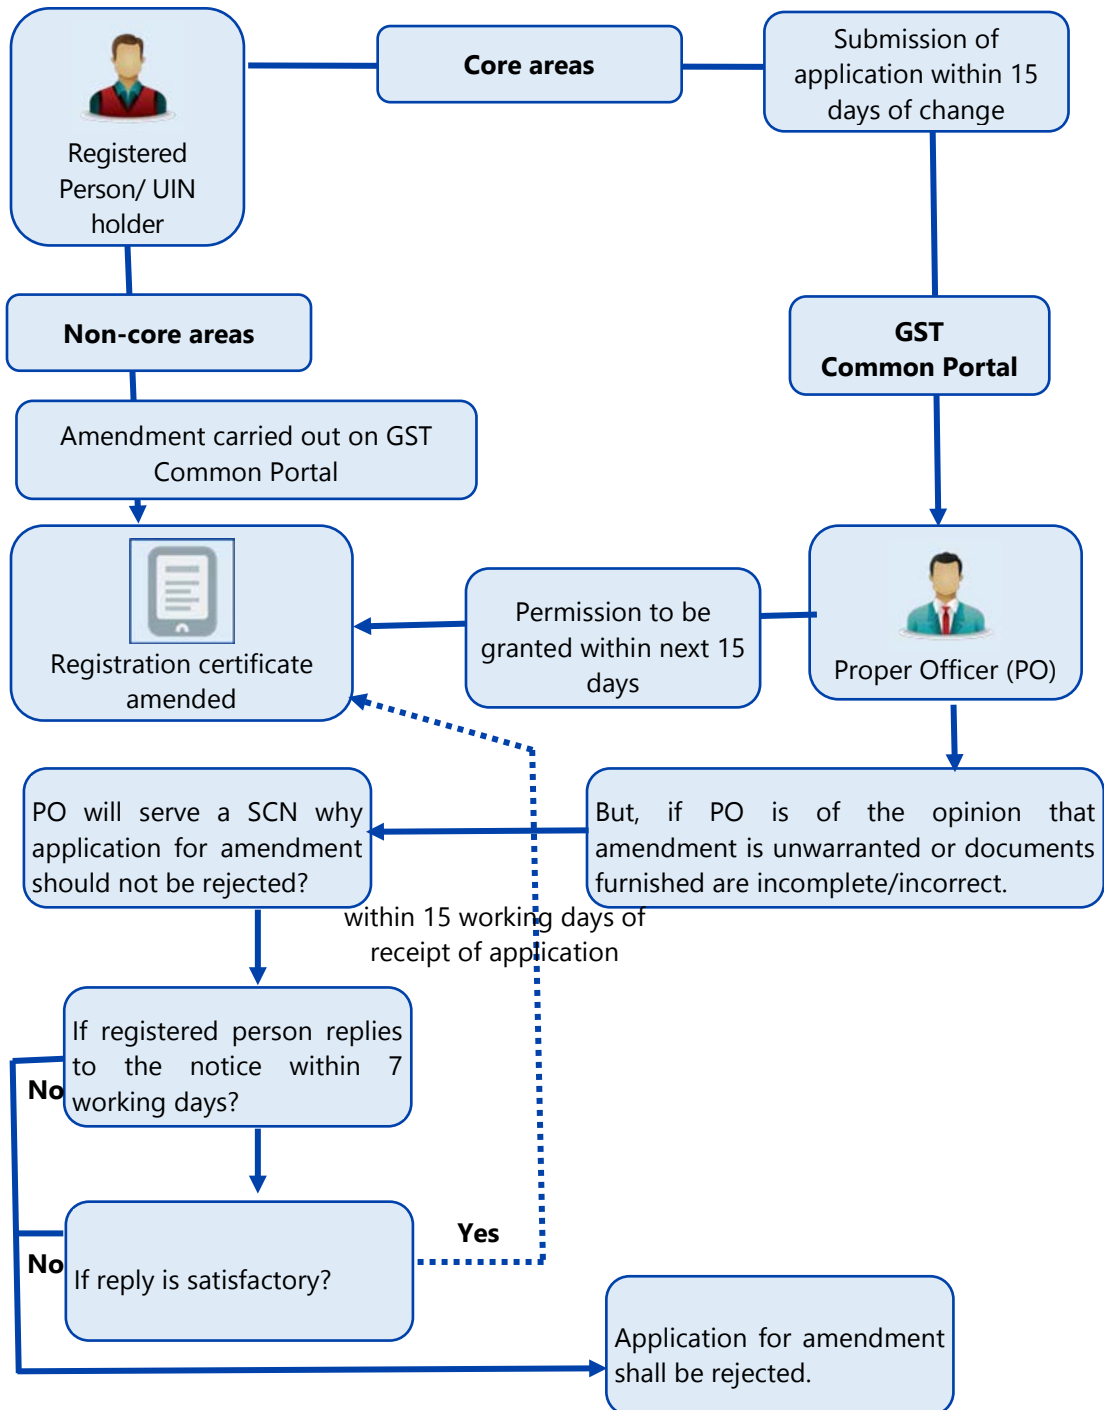 Registered
Person/ UIN
holder
Core areas
Submission of
application within 15
days of change
Non-core areas
GST
Common Portal
Amendment carried out on GST
Common Portal
Registration certificate
amended
Permission to be
granted within next 15
days
Proper Officer (PO)
PO will serve a SCN why
application for amendment
should not be rejected?
But, if PO is of the opinion that
amendment is unwarranted or documents
furnished are incomplete/incorrect.
within 15 working days of
receipt of application
If registered person replies
to the notice within 7
working days?
No
If reply is satisfactory?
No
Yes
Application for amendment
shall be rejected.